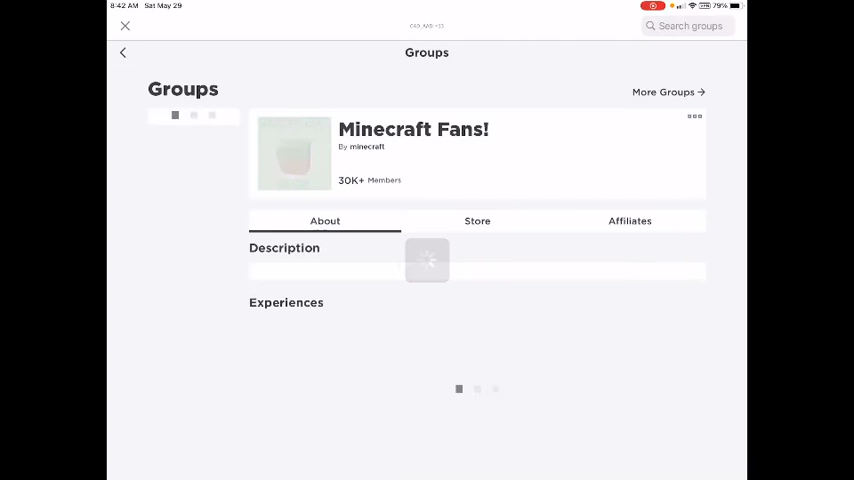 8:42 AM Sat May 29
79%
Search groups
Groups
Groups
More Groups →
Minecraft Fans!
By minecraft
30K+ Members
About
Store
Affiliates
Description
Experiences